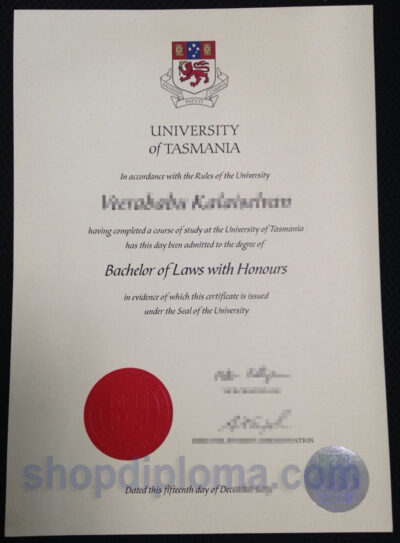 UNIVERSITY
of TASMANIA
In accordance with the Rules of the University
having completed a course of study at the University of Tasmania
has this day been admitted to the degree of
Bachelor of Laws with Honours
in evidence of which this certificate is issued
under the Seal of the University
shopdiploma.com
Dated this fifteenth day of